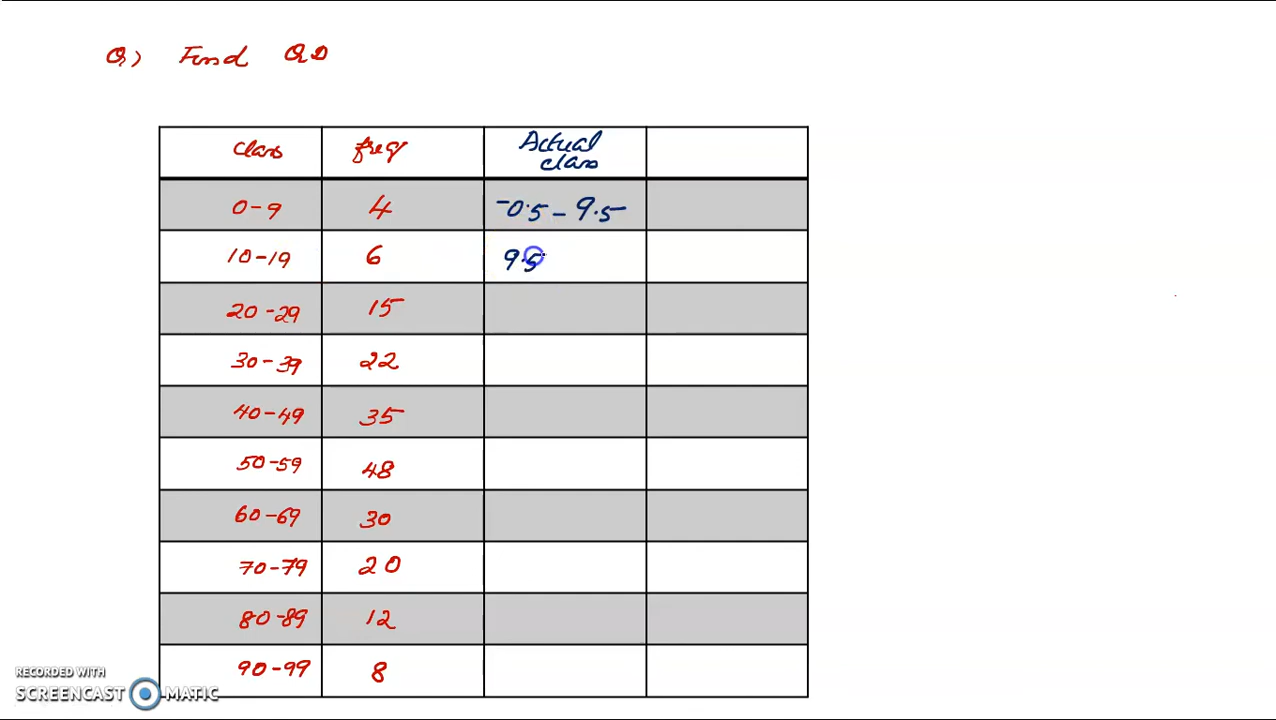 Q) Find QD
class freq Actual class
0-9 4 -0.5 - 9.5
10-19 6 9.5
20-29 15
30-39 22
40-49 35
50-59 48
60-69 30
70-79 20
80-89 12
90-99 8
RECORDED WITH
SCREENCAST MATIC